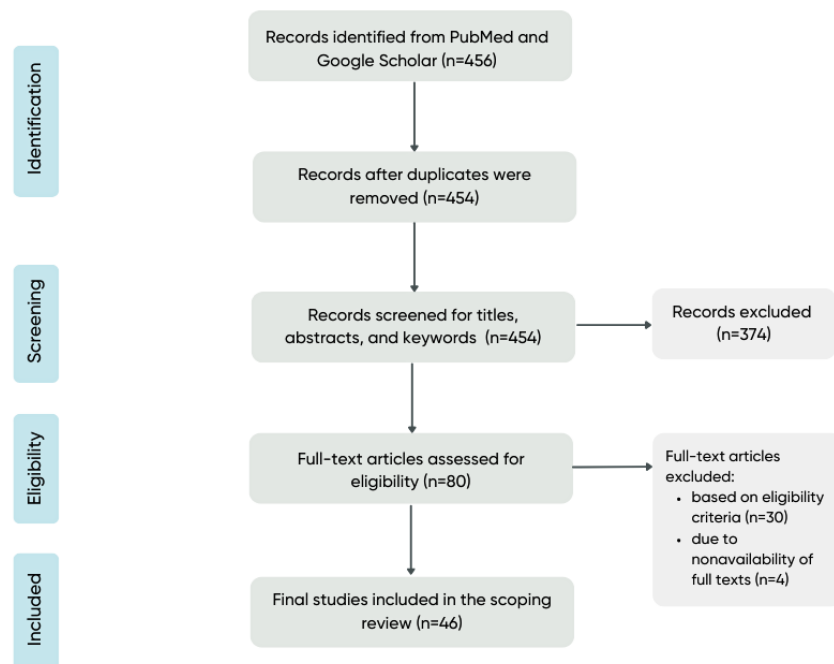 Identification
Records identified from PubMed and
Google Scholar (n=456)
Records after duplicates were
removed (n=454)
Screening
Records screened for titles,
abstracts, and keywords (n=454)
Records excluded
(n=374)
Eligibility
Full-text articles assessed for
eligibility (n=80)
Full-text articles
excluded:
• based on eligibility
criteria (n=30)
• due to
nonavailability of
full texts (n=4)
Included
Final studies included in the scoping
review (n=46)